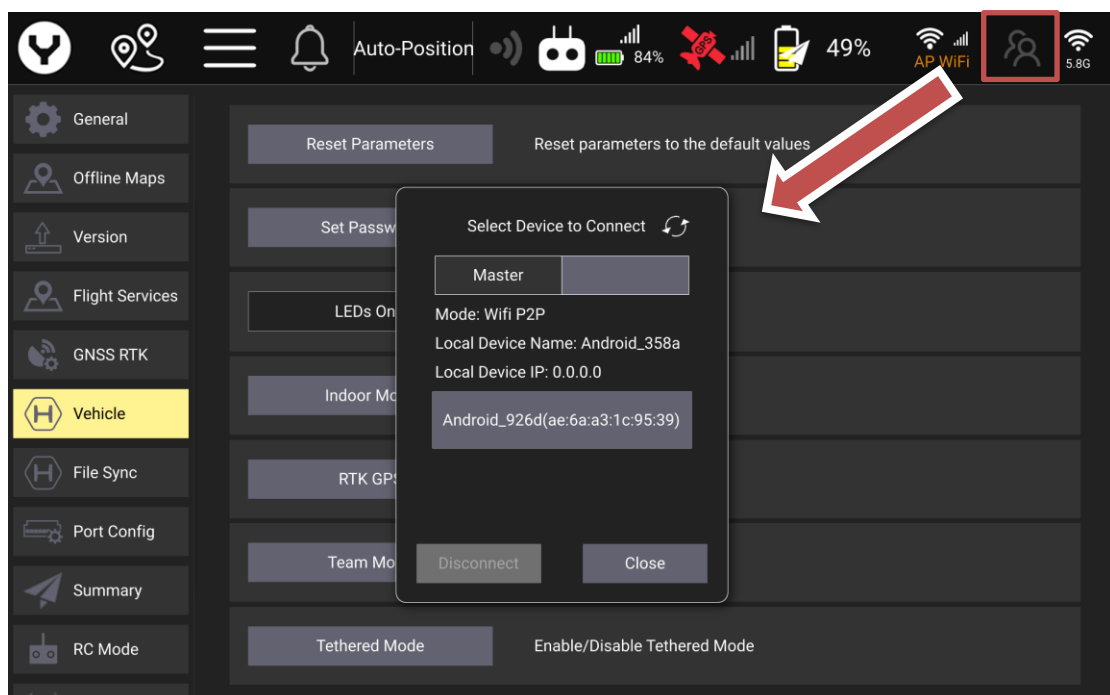 Auto-Position
84%
GPS
49%
AP WiFi
5.8G
General
Offline Maps
Version
Flight Services
GNSS RTK
Vehicle
File Sync
Port Config
Summary
RC Mode
Reset Parameters
Reset parameters to the default values
Set Passw
LEDs On
Indoor Mo
RTK GPS
Team Mo
Tethered Mode
Enable/Disable Tethered Mode
Select Device to Connect
Master
Mode: Wifi P2P
Local Device Name: Android_358a
Local Device IP: 0.0.0.0
Android_926d(ae:6a:a3:1c:95:39)
Disconnect
Close